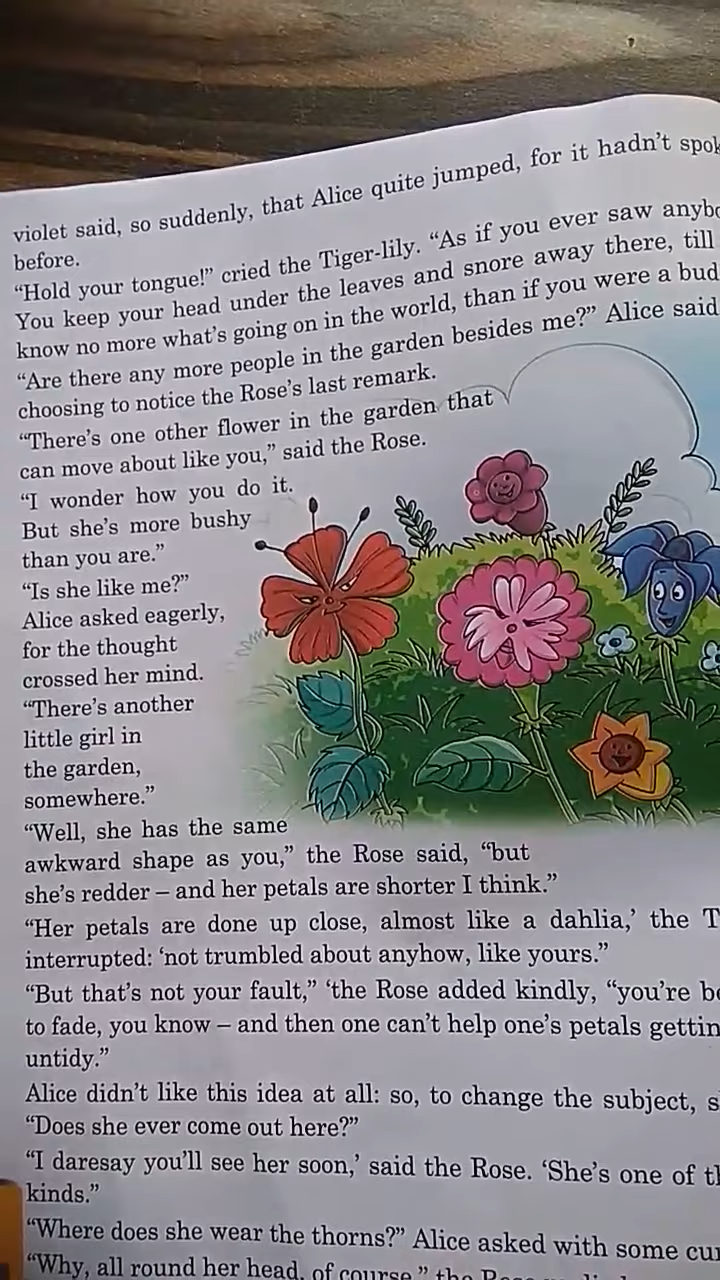 violet said, so suddenly, that Alice quite jumped, for it hadn't
before.
“Hold your tongue!” cried the Tiger-lily. “As if you ever saw
You keep your head under the leaves and snore away there, till
know no more what's going on in the world, than if you were a bud
“Are there any more people in the garden besides me?” Alice said
choosing to notice the Rose's last remark.
“There's one other flower in the garden that
can move about like you,” said the Rose.
“I wonder how you do it.
But she's more bushy
than you are.”
“Is she like me?”
Alice asked eagerly,
for the thought
crossed her mind.
“There's another
little girl in
the garden,
somewhere.”
“Well, she has the same
awkward shape as you,” the Rose said, “but
she's redder – and her petals are shorter I think.”
“Her petals are done up close, almost like a dahlia,’ the
interrupted: ‘not trumbled about anyhow, like yours.”
“But that's not your fault,” ‘the Rose added kindly, “you're
to fade, you know – and then one can't help one's petals
untidy.”
Alice didn't like this idea at all: so, to change the subject,
“Does she ever come out here?”
“I daresay you'll see her soon,’ said the Rose. ‘She's one of
kinds.”
“Where does she wear the thorns?” Alice asked with some
“Why, all round her head, of course,” the